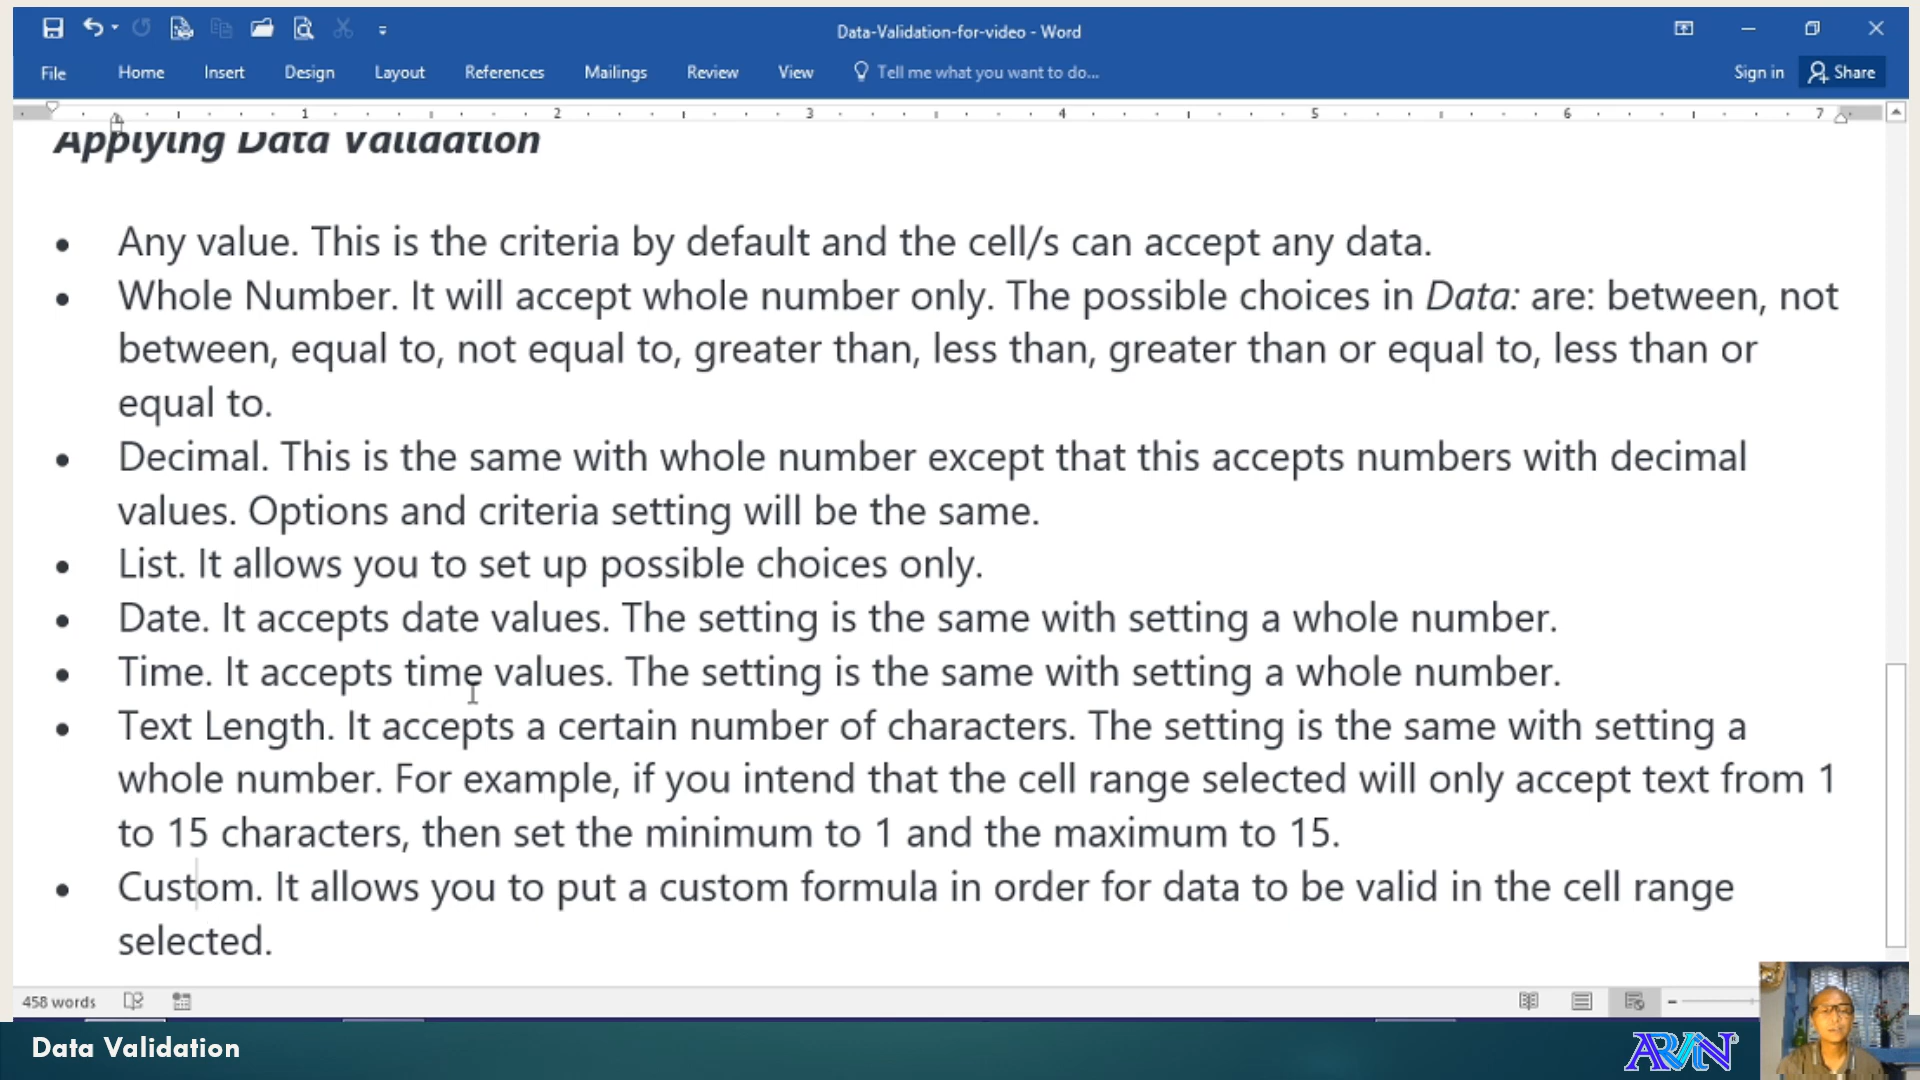 Data-Validation-for-video - Word
File Home Insert Design Layout References Mailings Review View Tell me what you want to do... Sign in Share
1 2 3 4 5 6 7
Applying Data Validation
• Any value. This is the criteria by default and the cell/s can accept any data.
• Whole Number. It will accept whole number only. The possible choices in Data: are: between, not
between, equal to, not equal to, greater than, less than, greater than or equal to, less than or
equal to.
• Decimal. This is the same with whole number except that this accepts numbers with decimal
values. Options and criteria setting will be the same.
• List. It allows you to set up possible choices only.
• Date. It accepts date values. The setting is the same with setting a whole number.
• Time. It accepts time values. The setting is the same with setting a whole number.
• Text Length. It accepts a certain number of characters. The setting is the same with setting a
whole number. For example, if you intend that the cell range selected will only accept text from 1
to 15 characters, then set the minimum to 1 and the maximum to 15.
• Custom. It allows you to put a custom formula in order for data to be valid in the cell range
selected.
458 words
Data Validation
ARVIN